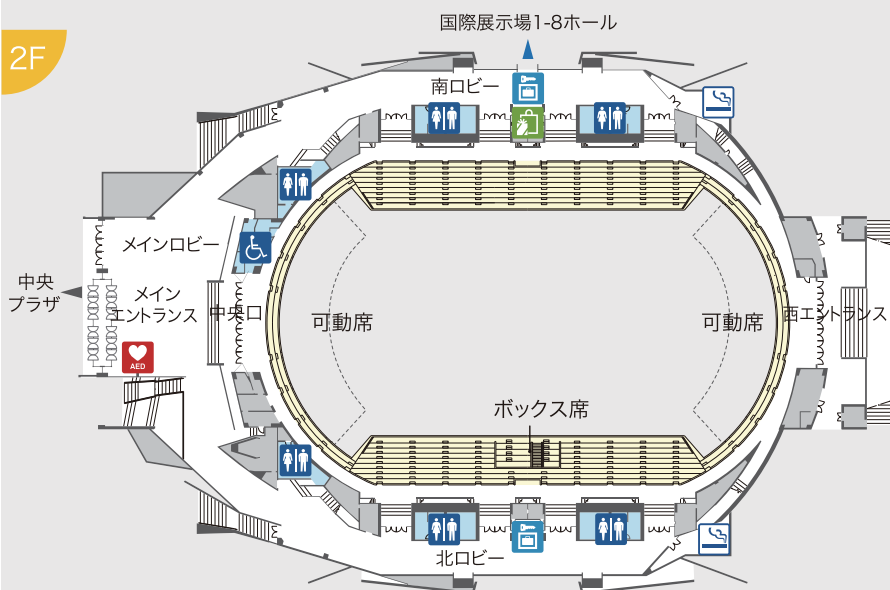 国際展示場1-8ホール
2F
南ロビー
メインロビー
中央
プラザ
メイン
エントランス
中央口
可動席
可動席
西エントランス
AED
ボックス席
北ロビー